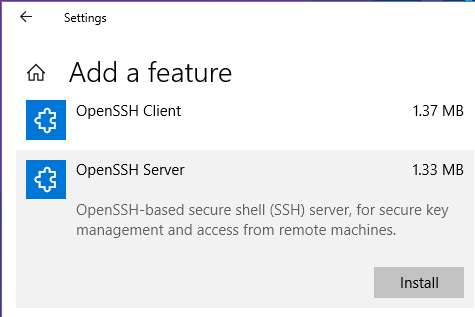 Settings
Add a feature
OpenSSH Client 1.37 MB
OpenSSH Server 1.33 MB
OpenSSH-based secure shell (SSH) server, for secure key
management and access from remote machines.
Install